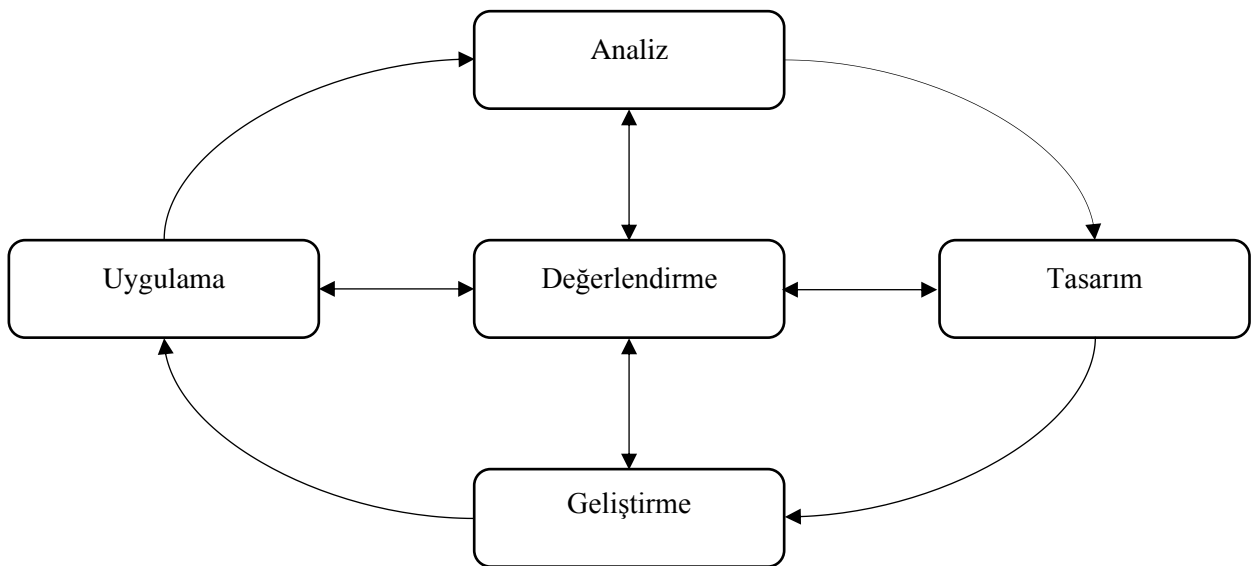 Analiz
Uygulama
Değerlendirme
Tasarım
Geliştirme